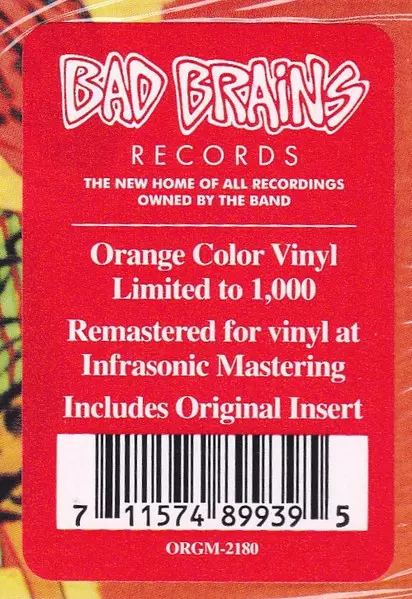 BAD BRAiNS
RECORDS
THE NEW HOME OF ALL RECORDINGS
OWNED BY THE BAND
Orange Color Vinyl
Limited to 1,000
Remastered for vinyl at
Infrasonic Mastering
Includes Original Insert
7 11574 89939 5
ORGM-2180